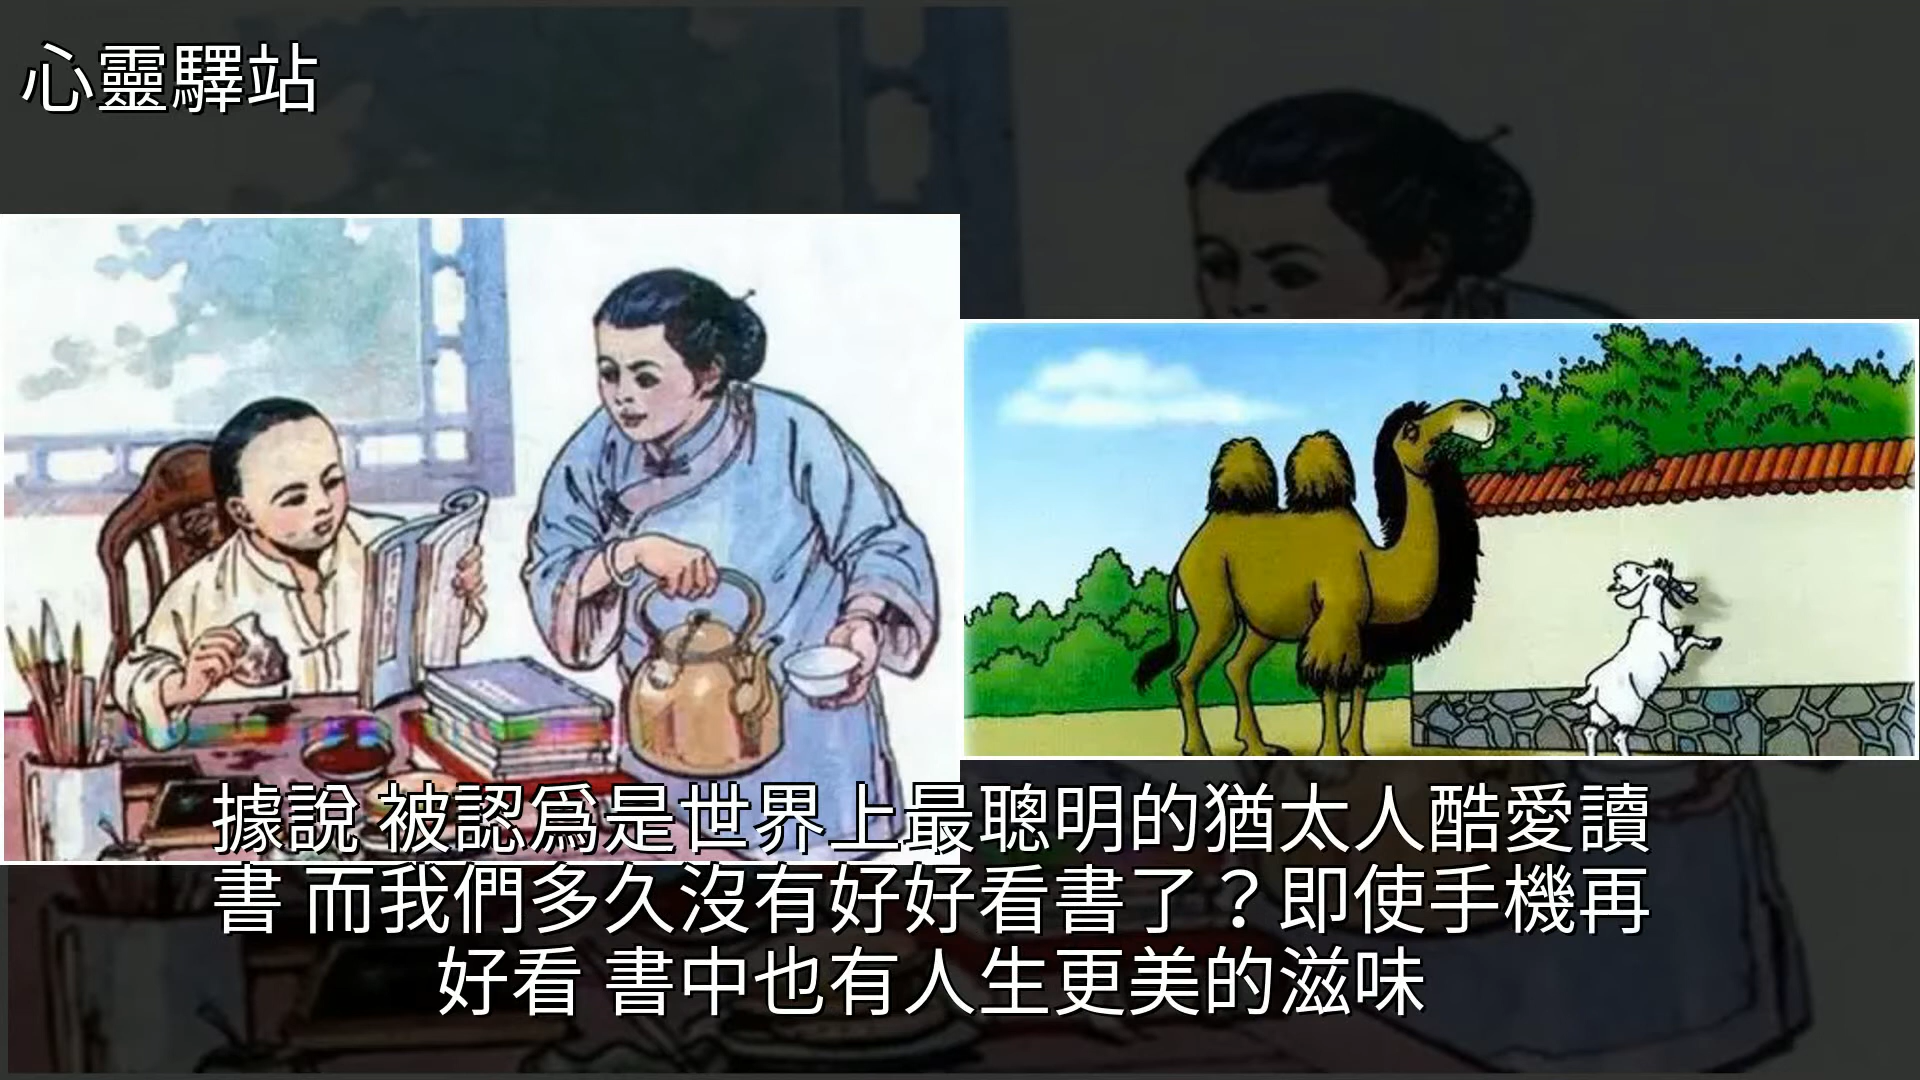 心靈驛站
據說 被認爲是世界上最聰明的猶太人酷愛讀
書 而我們多久沒有好好看書了？即使手機再
好看 書中也有人生更美的滋味